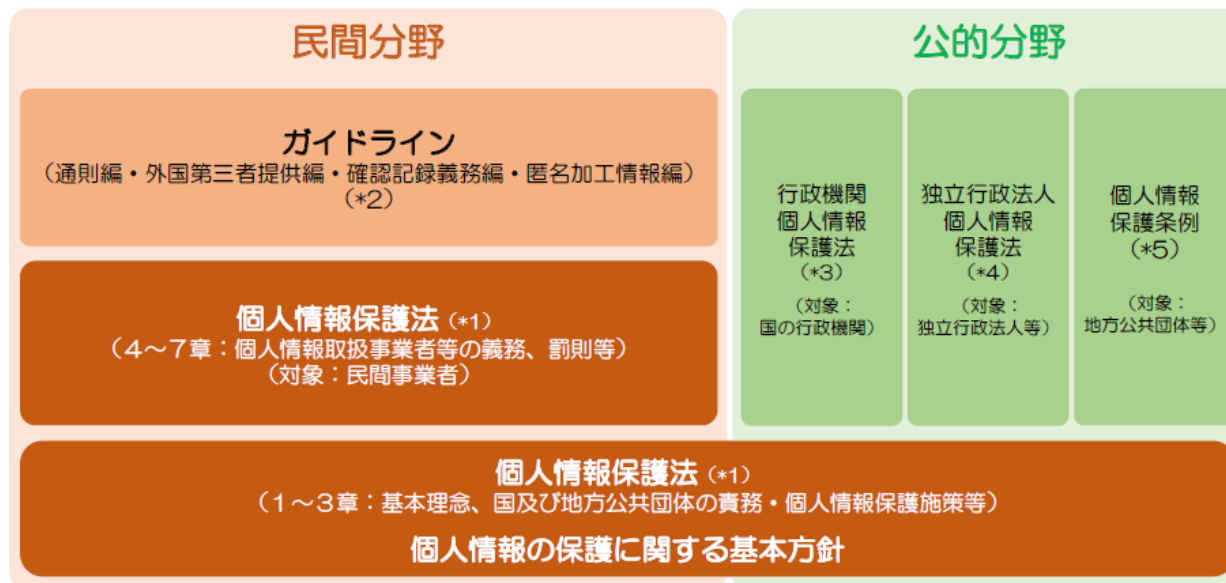 民間分野
ガイドライン
（通則編・外国第三者提供編・確認記録義務編・匿名加工情報編）
（*2）
個人情報保護法（*1）
（４～７章：個人情報取扱事業者等の義務、罰則等）
（対象：民間事業者）
公的分野
行政機関
個人情報
保護法
（*3）
（対象：
国の行政機関）
独立行政法人
個人情報
保護法
（*4）
（対象：
独立行政法人等）
個人情報
保護条例
（*5）
（対象：
地方公共団体等）
個人情報保護法（*1）
（１～３章：基本理念、国及び地方公共団体の責務・個人情報保護施策等）
個人情報の保護に関する基本方針